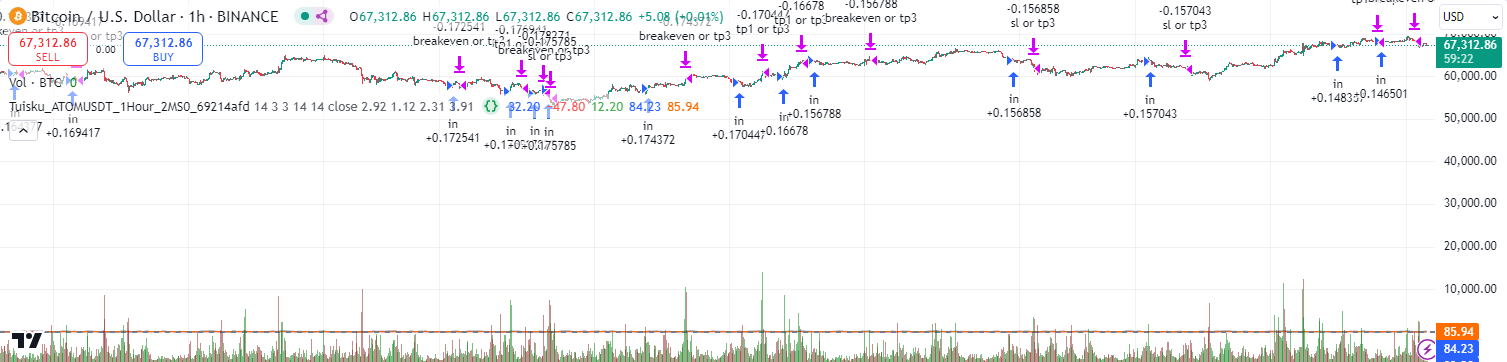 Bitcoin / U.S. Dollar · 1h · BINANCE O67,312.86 H67,312.86 L67,312.86 C67,312.86 +5.08 (+0.01%)
67,312.86
SELL
0.00
67,312.86
BUY
Vol · BTC 0
Tuisku_ATOMUSDT_1Hour_2MS0_69214afd 14 3 3 14 14 close 2.92 1.12 2.31 3.91 32.20 -47.80 12.20 84.23 85.94
+0.169417
-0.172541
breakeven or tp3
in
+0.172541
-0.176941
-0.175785
sl or tp3
in
in
in
+0.175785
-0.174372
breakeven or tp3
in
+0.174372
-0.17044
tp1 or tp3
in
+0.170447
-0.16678
tp1 or tp3
in
+0.16678
-0.156788
breakeven or tp3
in
+0.156788
-0.156858
sl or tp3
in
+0.156858
-0.157043
sl or tp3
in
+0.157043
in
in
+0.146501
breakeven or tp3
USD
67,312.86
59:22
60,000.00
50,000.00
40,000.00
30,000.00
20,000.00
10,000.00
85.94
84.23